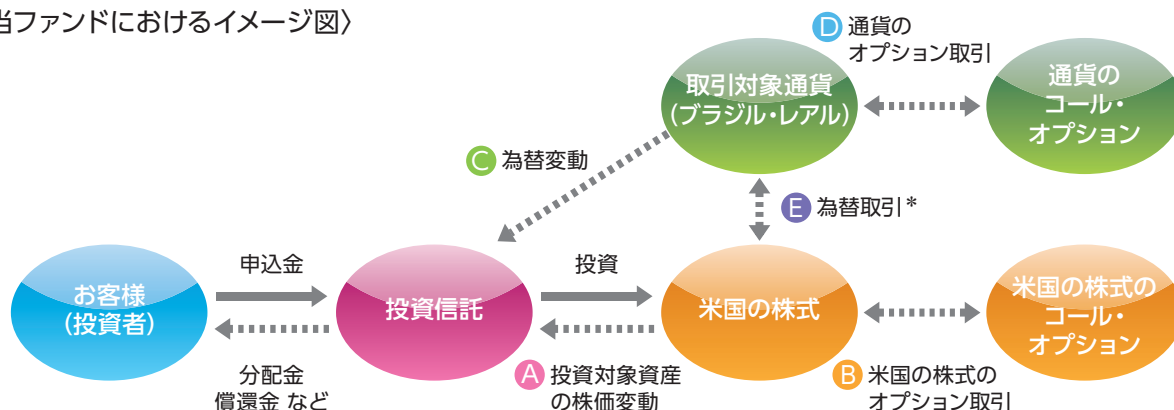 当ファンドにおけるイメージ図〉
D 通貨の
オプション取引
取引対象通貨
(ブラジル・レアル)
通貨の
コール・
オプション
C 為替変動
E 為替取引*
申込金
投資
お客様
(投資者)
投資信託
米国の株式
米国の株式の
コール・
オプション
分配金
償還金 など
A 投資対象資産
の株価変動
B 米国の株式の
オプション取引